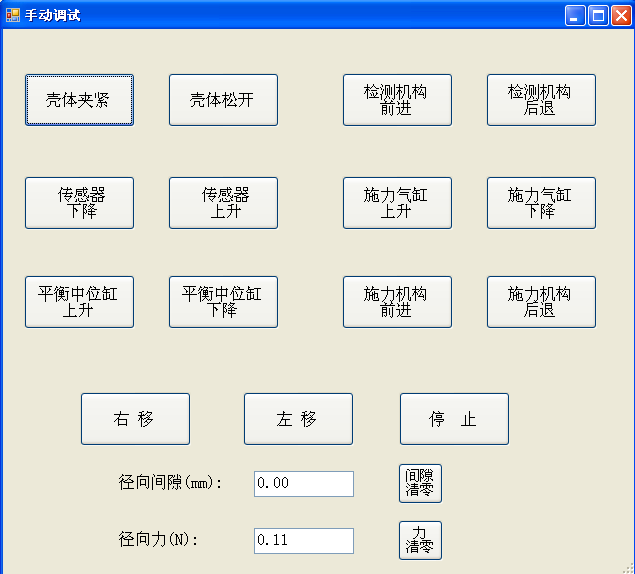 手动调试
壳体夹紧
壳体松开
检测机构
前进
检测机构
后退
传感器
下降
传感器
上升
施力气缸
上升
施力气缸
下降
平衡中位缸
上升
平衡中位缸
下降
施力机构
前进
施力机构
后退
右 移
左 移
停 止
径向间隙(mm):
0.00
间隙
清零
径向力(N):
0.11
力
清零